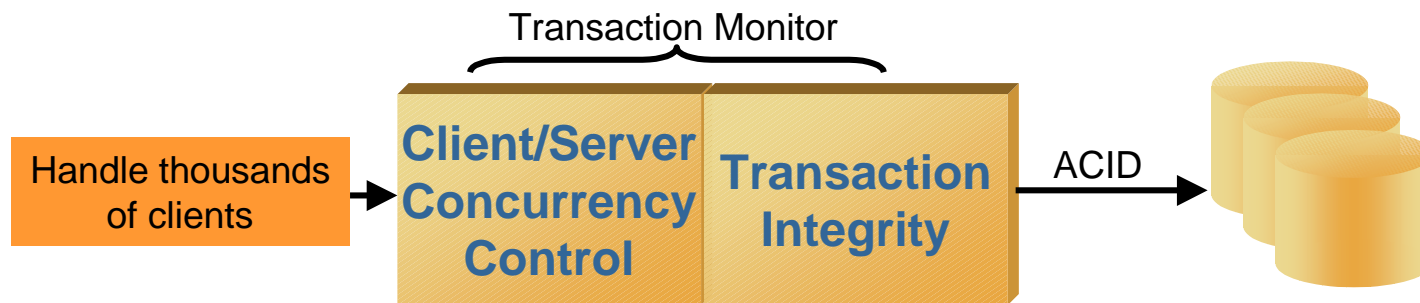 Transaction Monitor
Handle thousands
of clients
Client/Server
Concurrency
Control
Transaction
Integrity
ACID